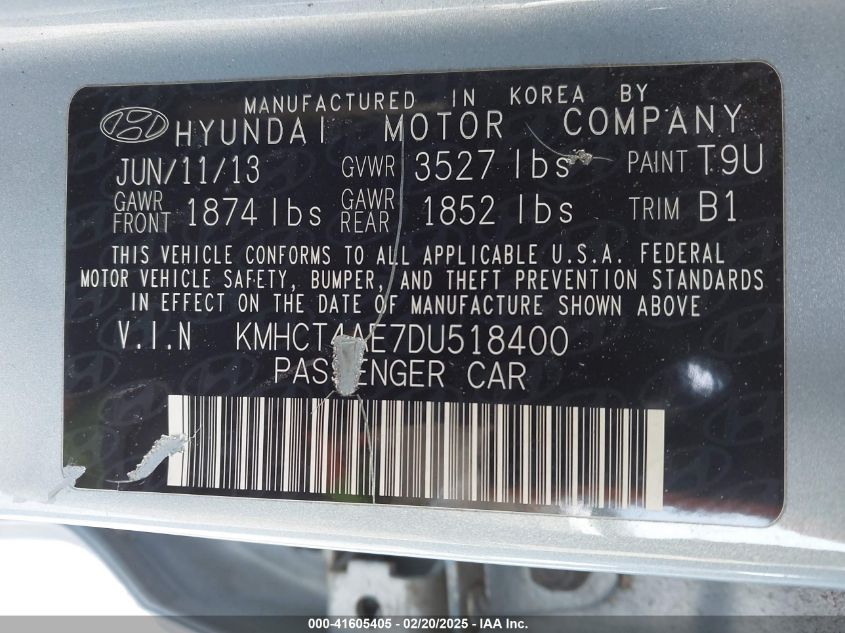 MANUFACTURED IN KOREA BY
HYUNDAI MOTOR COMPANY
JUN/11/13 GVWR 3527 lbs PAINT T9U
GAWR FRONT 1874 lbs GAWR REAR 1852 lbs TRIM B1
THIS VEHICLE CONFORMS TO ALL APPLICABLE U.S.A. FEDERAL
MOTOR VEHICLE SAFETY, BUMPER, AND THEFT PREVENTION STANDARDS
IN EFFECT ON THE DATE OF MANUFACTURE SHOWN ABOVE
V.I.N KMHCT4AE7DU518400
PASSENGER CAR
000-41605405 - 02/20/2025 - IAA Inc.